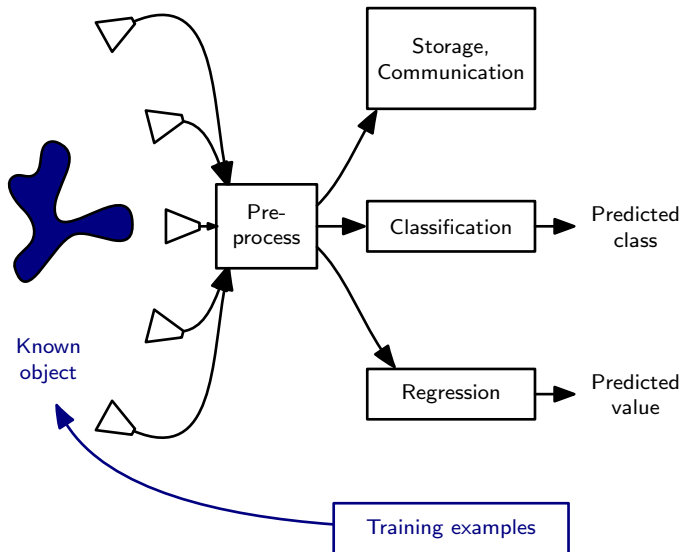 Storage,
Communication
Pre-
process
Classification
Predicted
class
Known
object
Regression
Predicted
value
Training examples